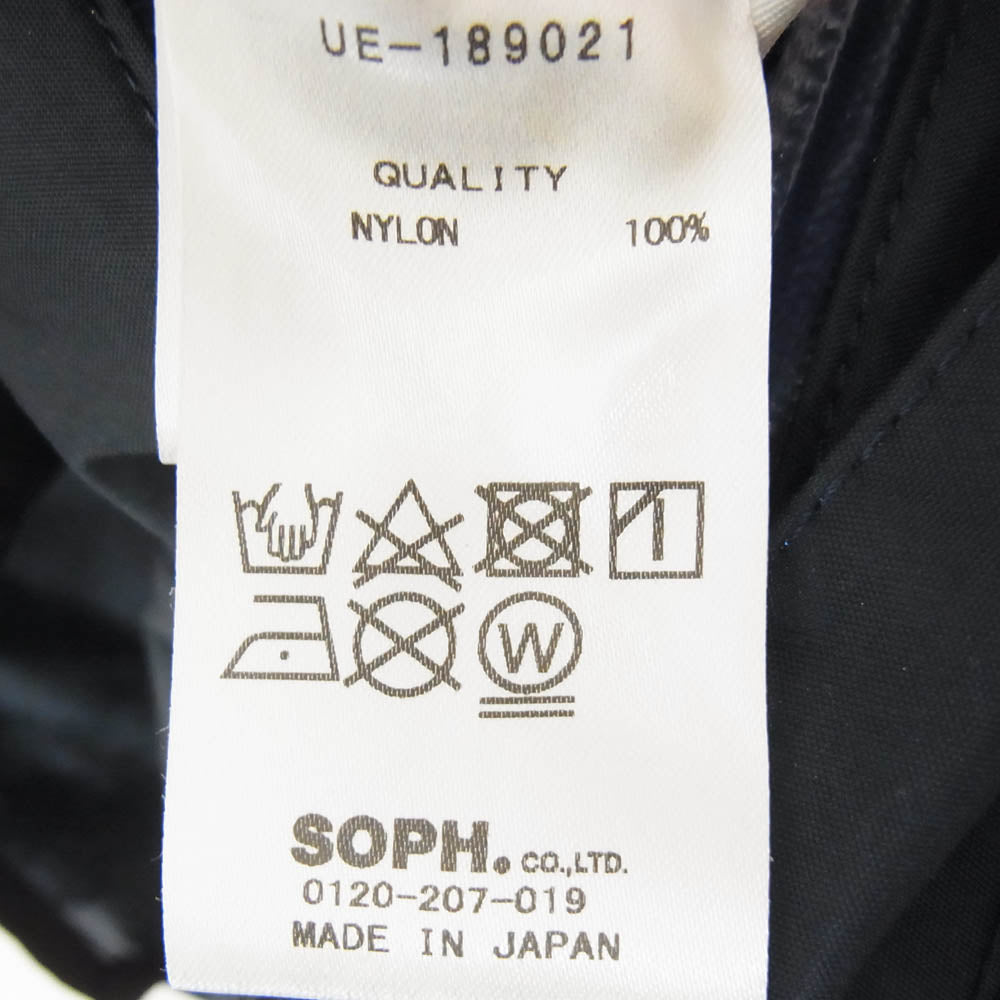 UE-189021
QUALITY
NYLON 100%
W
SOPH. CO.,LTD.
0120-207-019
MADE IN JAPAN